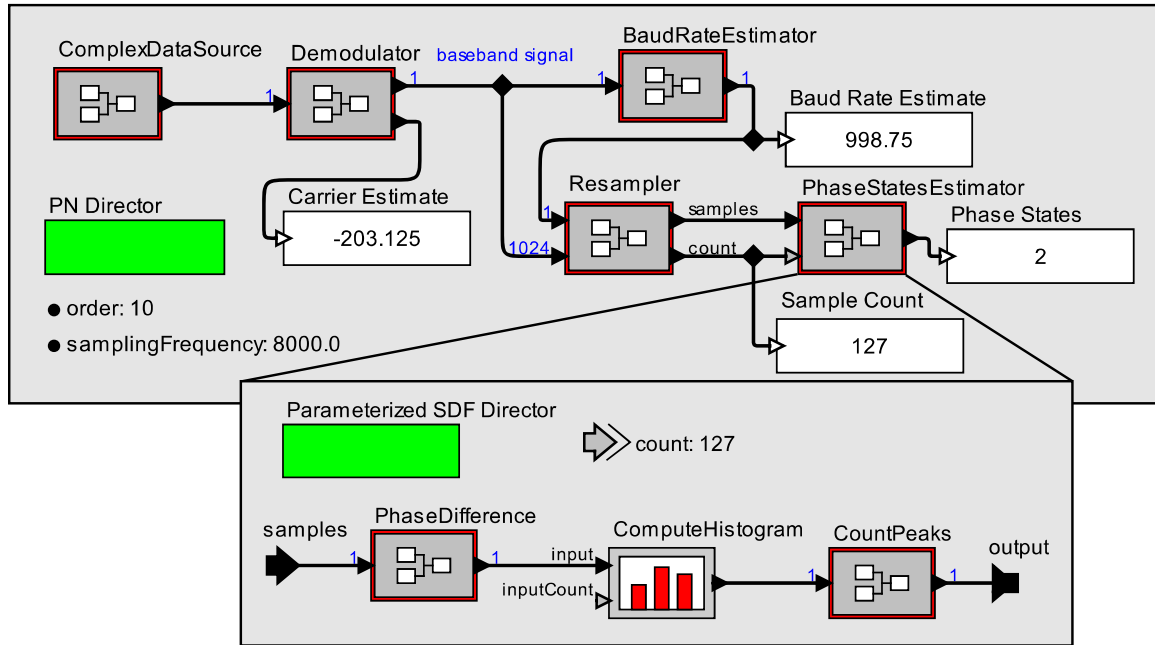 ComplexDataSource
Demodulator
baseband signal
BaudRateEstimator
1
1
1
1
Baud Rate Estimate
998.75
Resampler
PhaseStatesEstimator
PN Director
Carrier Estimate
-203.125
1
samples
Phase States
2
1024
count
order: 10
Sample Count
samplingFrequency: 8000.0
127
Parameterized SDF Director
count: 127
samples
PhaseDifference
ComputeHistogram
CountPeaks
output
1
1
input
1
1
inputCount